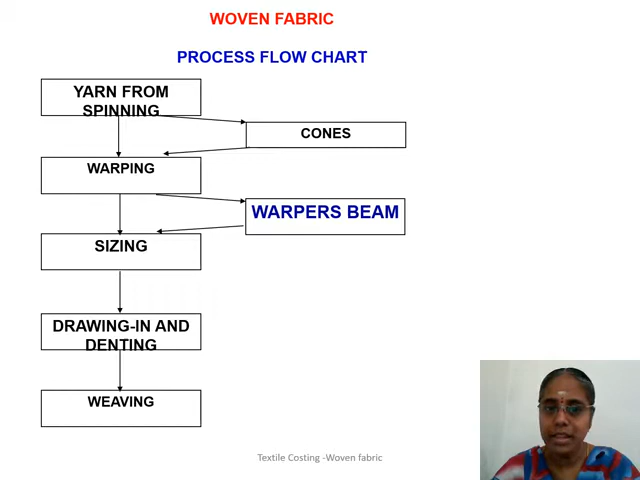 WOVEN FABRIC
PROCESS FLOW CHART
YARN FROM
SPINNING
CONES
WARPING
WARPERS BEAM
SIZING
DRAWING-IN AND
DENTING
WEAVING
Textile Costing -Woven fabric